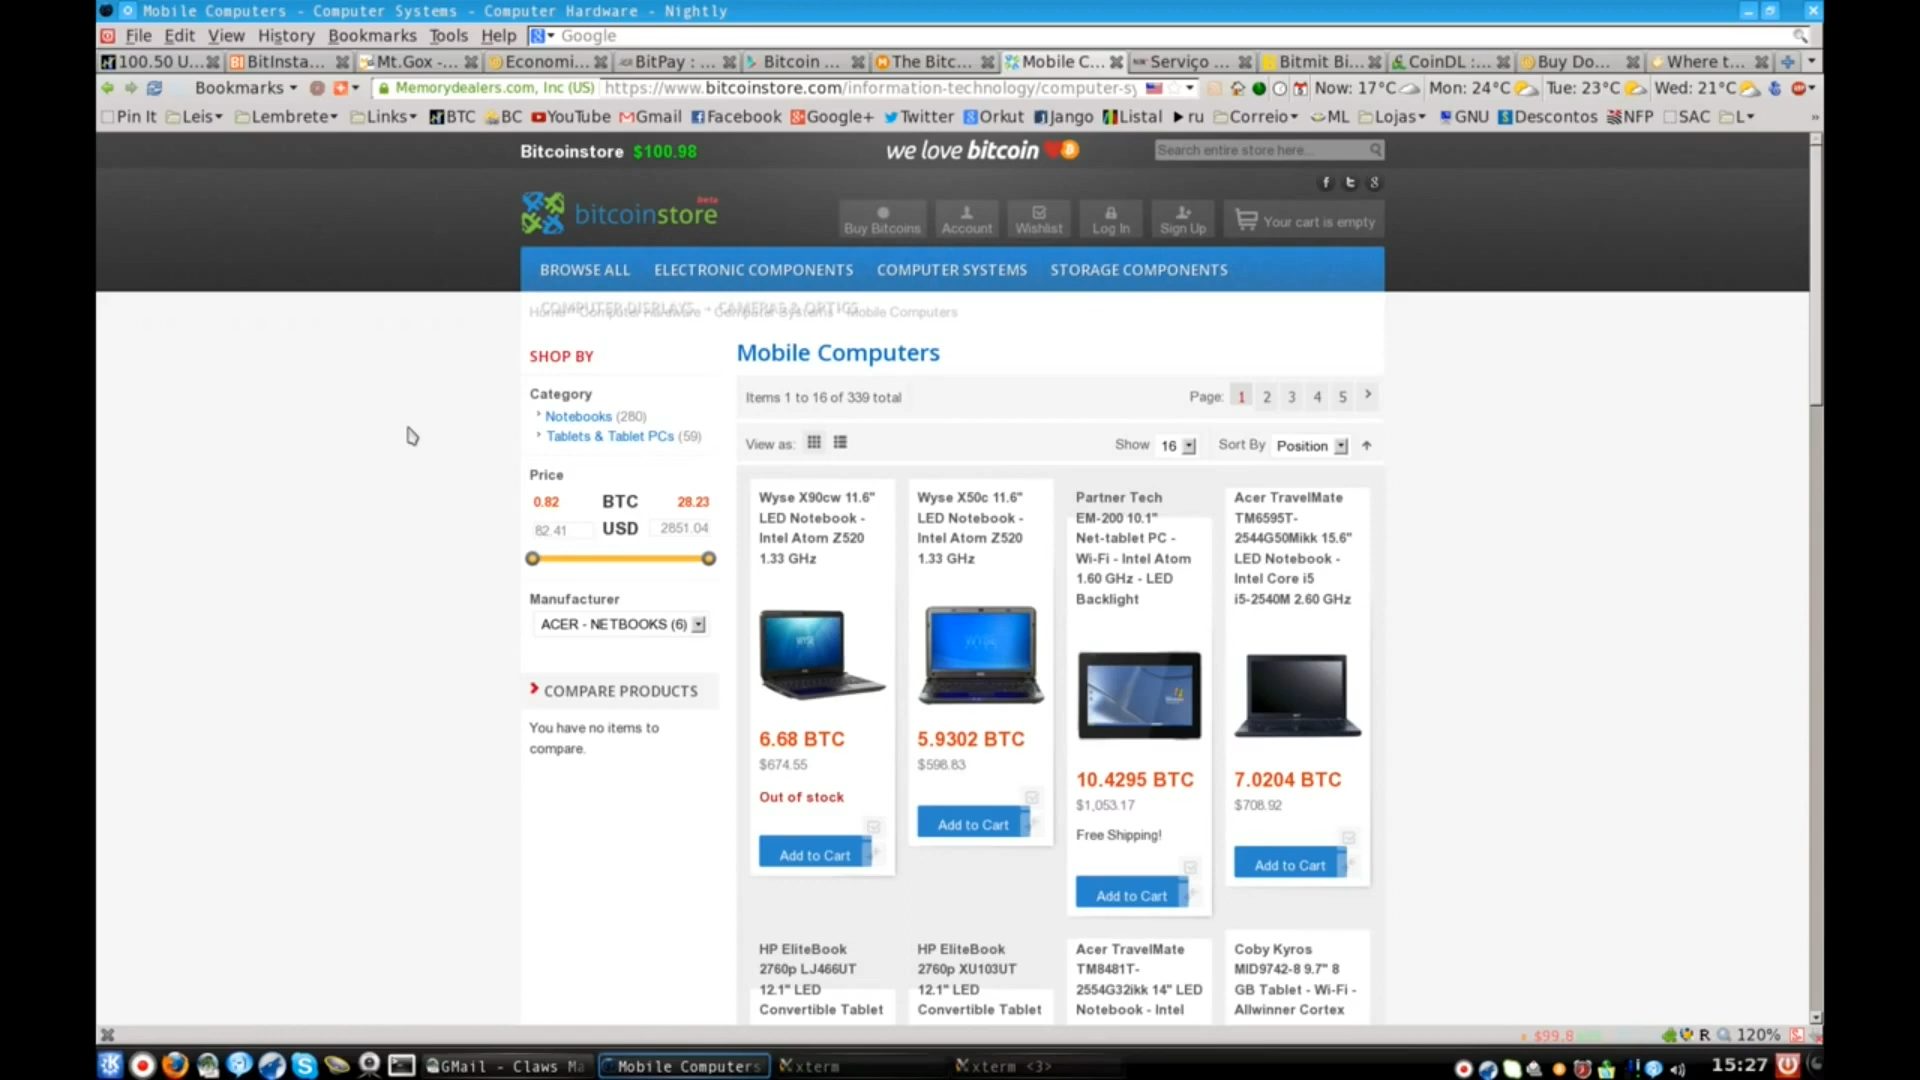 Mobile Computers - Computer Systems - Computer Hardware - Nightly
File Edit View History Bookmarks Tools Help Google
100.50 U... BitInsta... Mt.Gox -... Economi... BitPay : ... Bitcoin ... The Bitc... Mobile C... Serviço ... Bitmit Bi... CoinDL :... Buy Do... Where t...
Bookmarks Memorydealers.com, Inc (US) https://www.bitcoinstore.com/information-technology/computer-sy Now: 17°C Mon: 24°C Tue: 23°C Wed: 21°C
Pin It Leis Lembrete Links BTC BC YouTube Gmail Facebook Google+ Twitter Orkut Jango Listal ru Correio ML Lojas GNU Descontos NFP SAC L
Bitcoinstore $100.98 we love bitcoin Search entire store here...
bitcoinstore beta
Buy Bitcoins Account Wishlist Log In Sign Up Your cart is empty
BROWSE ALL ELECTRONIC COMPONENTS COMPUTER SYSTEMS STORAGE COMPONENTS
COMPUTER DISPLAYS CAMERAS & OPTICS
Home Computer Hardware Computer Systems Mobile Computers
SHOP BY
Category
Notebooks (280)
Tablets & Tablet PCs (59)
Price
0.82 BTC 28.23
82.41 USD 2851.04
Manufacturer
ACER - NETBOOKS (6)
COMPARE PRODUCTS
You have no items to
compare.
Mobile Computers
Items 1 to 16 of 339 total
Page: 1 2 3 4 5 >
View as: Show 16 Sort By Position
Wyse X90cw 11.6"
LED Notebook -
Intel Atom Z520
1.33 GHz
6.68 BTC
$674.55
Out of stock
Add to Cart
Wyse X50c 11.6"
LED Notebook -
Intel Atom Z520
1.33 GHz
5.9302 BTC
$598.83
Add to Cart
Partner Tech
EM-200 10.1"
Net-tablet PC -
Wi-Fi - Intel Atom
1.60 GHz - LED
Backlight
10.4295 BTC
$1,053.17
Free Shipping!
Add to Cart
Acer TravelMate
TM6595T-
2544G50Mikk 15.6"
LED Notebook -
Intel Core i5
i5-2540M 2.60 GHz
7.0204 BTC
$708.92
Add to Cart
HP EliteBook
2760p LJ466UT
12.1" LED
Convertible Tablet
HP EliteBook
2760p XU103UT
12.1" LED
Convertible Tablet
Acer TravelMate
TM8481T-
2554G32ikk 14" LED
Notebook - Intel
Coby Kyros
MID9742-8 9.7" 8
GB Tablet - Wi-Fi -
Allwinner Cortex
$99.8 R 120%
GMail - Claws Ma Mobile Computers xterm xterm <3> 15:27